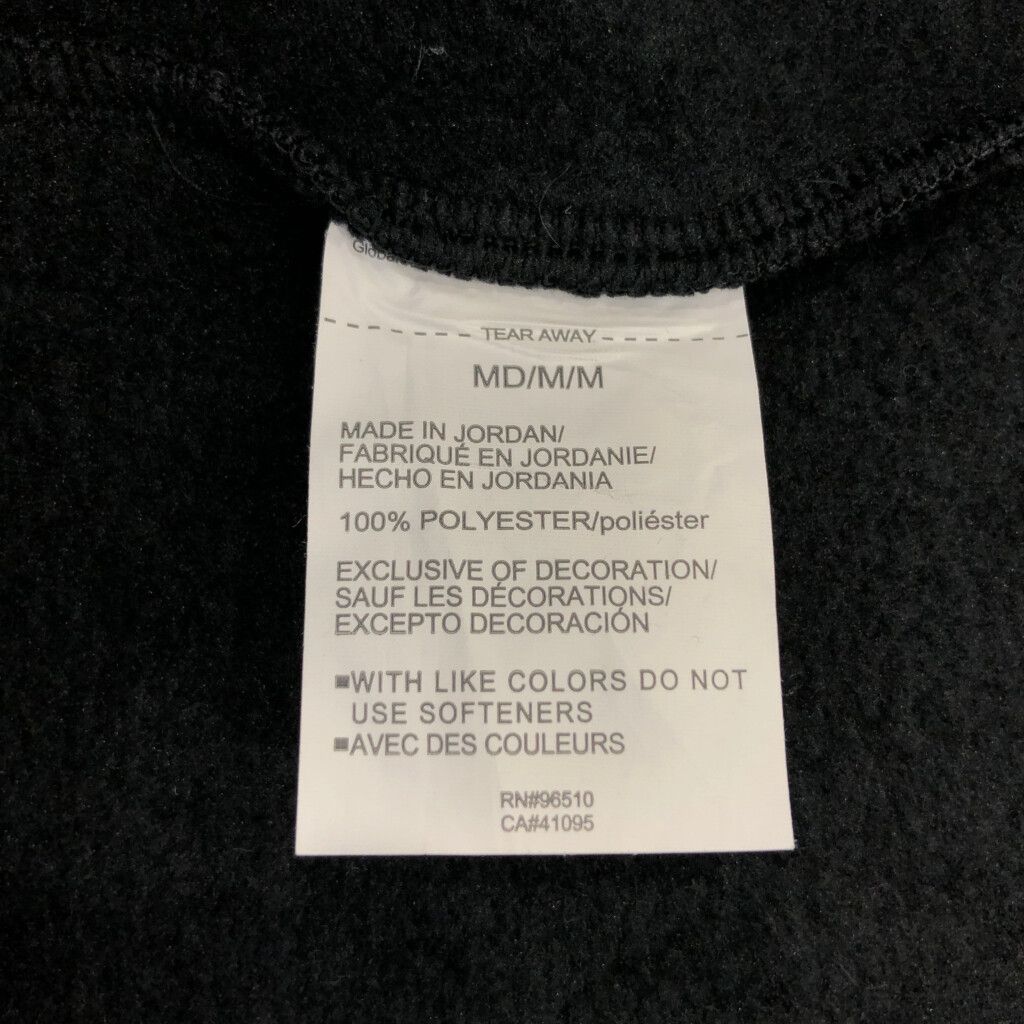 TEAR AWAY
MD/M/M
MADE IN JORDAN/
FABRIQUÉ EN JORDANIE/
HECHO EN JORDANIA
100% POLYESTER/poliéster
EXCLUSIVE OF DECORATION/
SAUF LES DÉCORATIONS/
EXCEPTO DECORACIÓN
■WITH LIKE COLORS DO NOT
USE SOFTENERS
■AVEC DES COULEURS
RN#96510
CA#41095